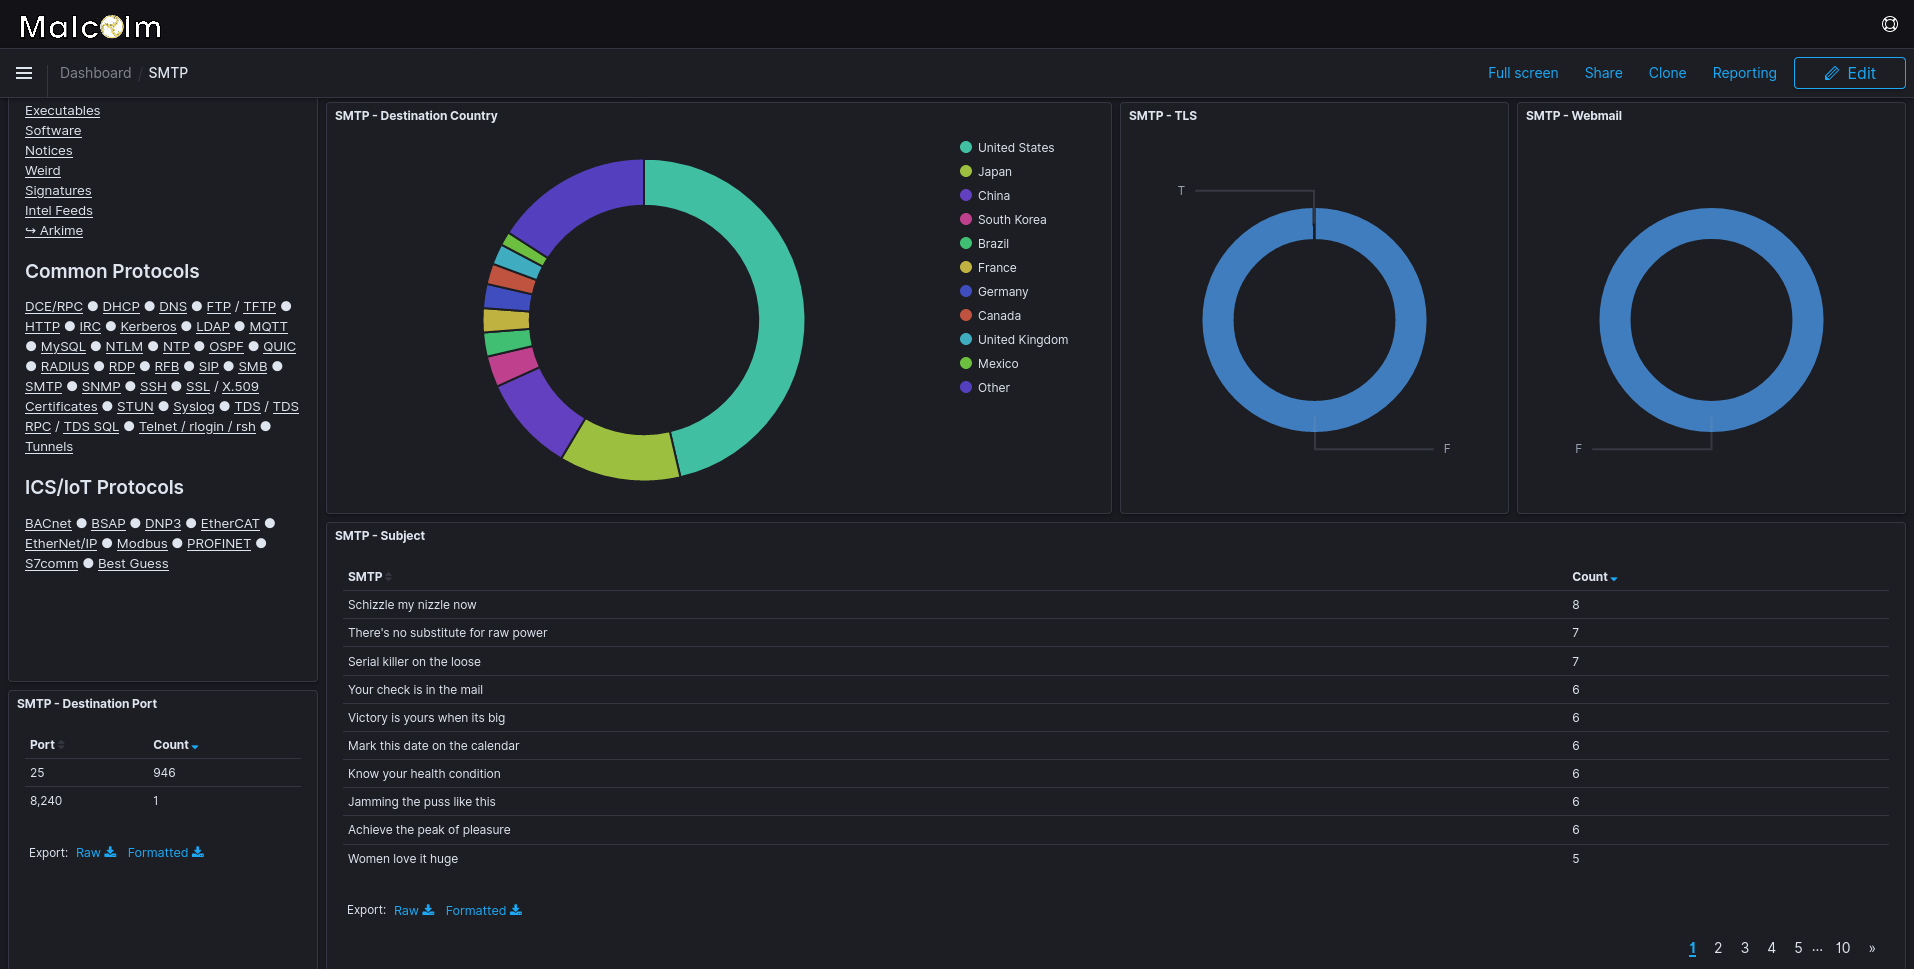 Malcolm
Dashboard / SMTP
Full screen Share Clone Reporting Edit
Executables
Software
Notices
Weird
Signatures
Intel Feeds
↪ Arkime
Common Protocols
DCE/RPC ● DHCP ● DNS ● FTP / TFTP ●
HTTP ● IRC ● Kerberos ● LDAP ● MQTT
● MySQL ● NTLM ● NTP ● OSPF ● QUIC
● RADIUS ● RDP ● RFB ● SIP ● SMB ●
SMTP ● SNMP ● SSH ● SSL / X.509
Certificates ● STUN ● Syslog ● TDS / TDS
RPC / TDS SQL ● Telnet / rlogin / rsh ●
Tunnels
ICS/IoT Protocols
BACnet ● BSAP ● DNP3 ● EtherCAT ●
EtherNet/IP ● Modbus ● PROFINET ●
S7comm ● Best Guess
SMTP - Destination Port
Port Count
25 946
8,240 1
Export: Raw Formatted
SMTP - Destination Country
United States
Japan
China
South Korea
Brazil
France
Germany
Canada
United Kingdom
Mexico
Other
SMTP - TLS
T
F
SMTP - Webmail
F
SMTP - Subject
SMTP Count
Schizzle my nizzle now 8
There's no substitute for raw power 7
Serial killer on the loose 7
Your check is in the mail 6
Victory is yours when its big 6
Mark this date on the calendar 6
Know your health condition 6
Jamming the puss like this 6
Achieve the peak of pleasure 6
Women love it huge 5
Export: Raw Formatted
1 2 3 4 5 ... 10 »